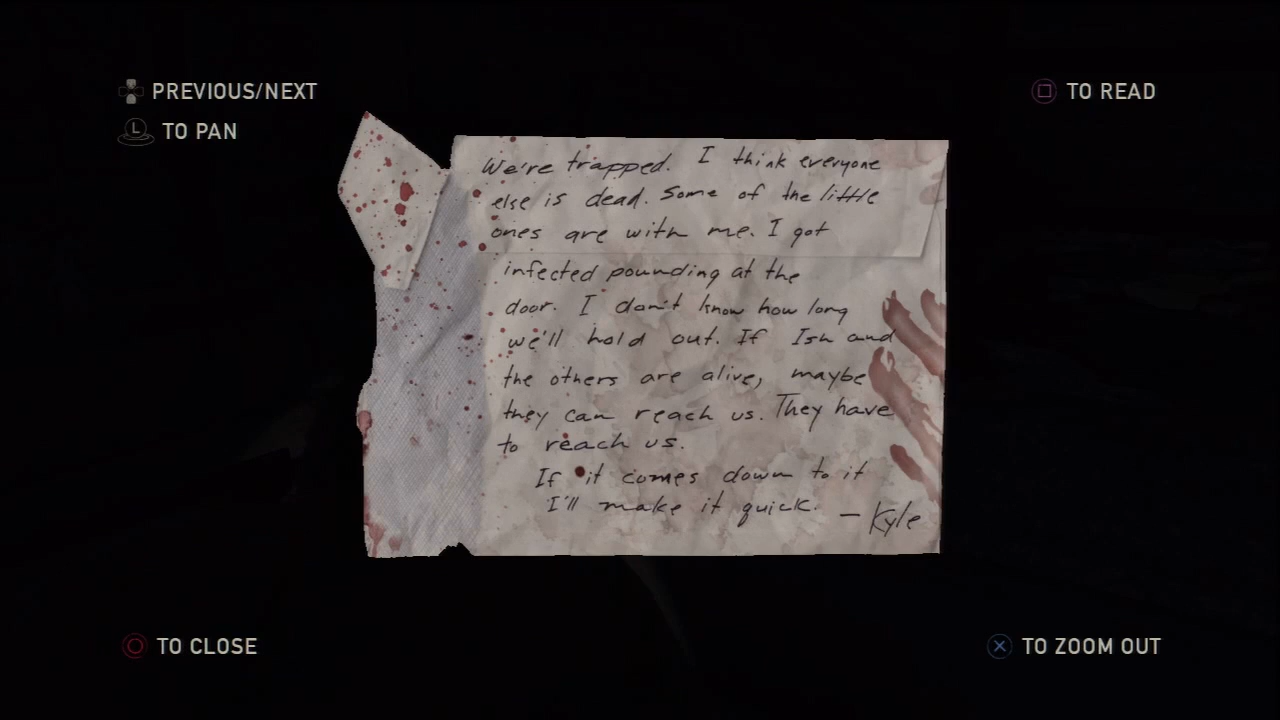 PREVIOUS/NEXT
L TO PAN
TO READ
We're trapped. I think everyone
else is dead. Some of the little
ones are with me. I got
infected pounding at the
door. I don't know how long
we'll hold out. If Ish and
the others are alive, maybe
they can reach us. They have
to reach us.
If it comes down to it
I'll make it quick. – Kyle
TO CLOSE
TO ZOOM OUT